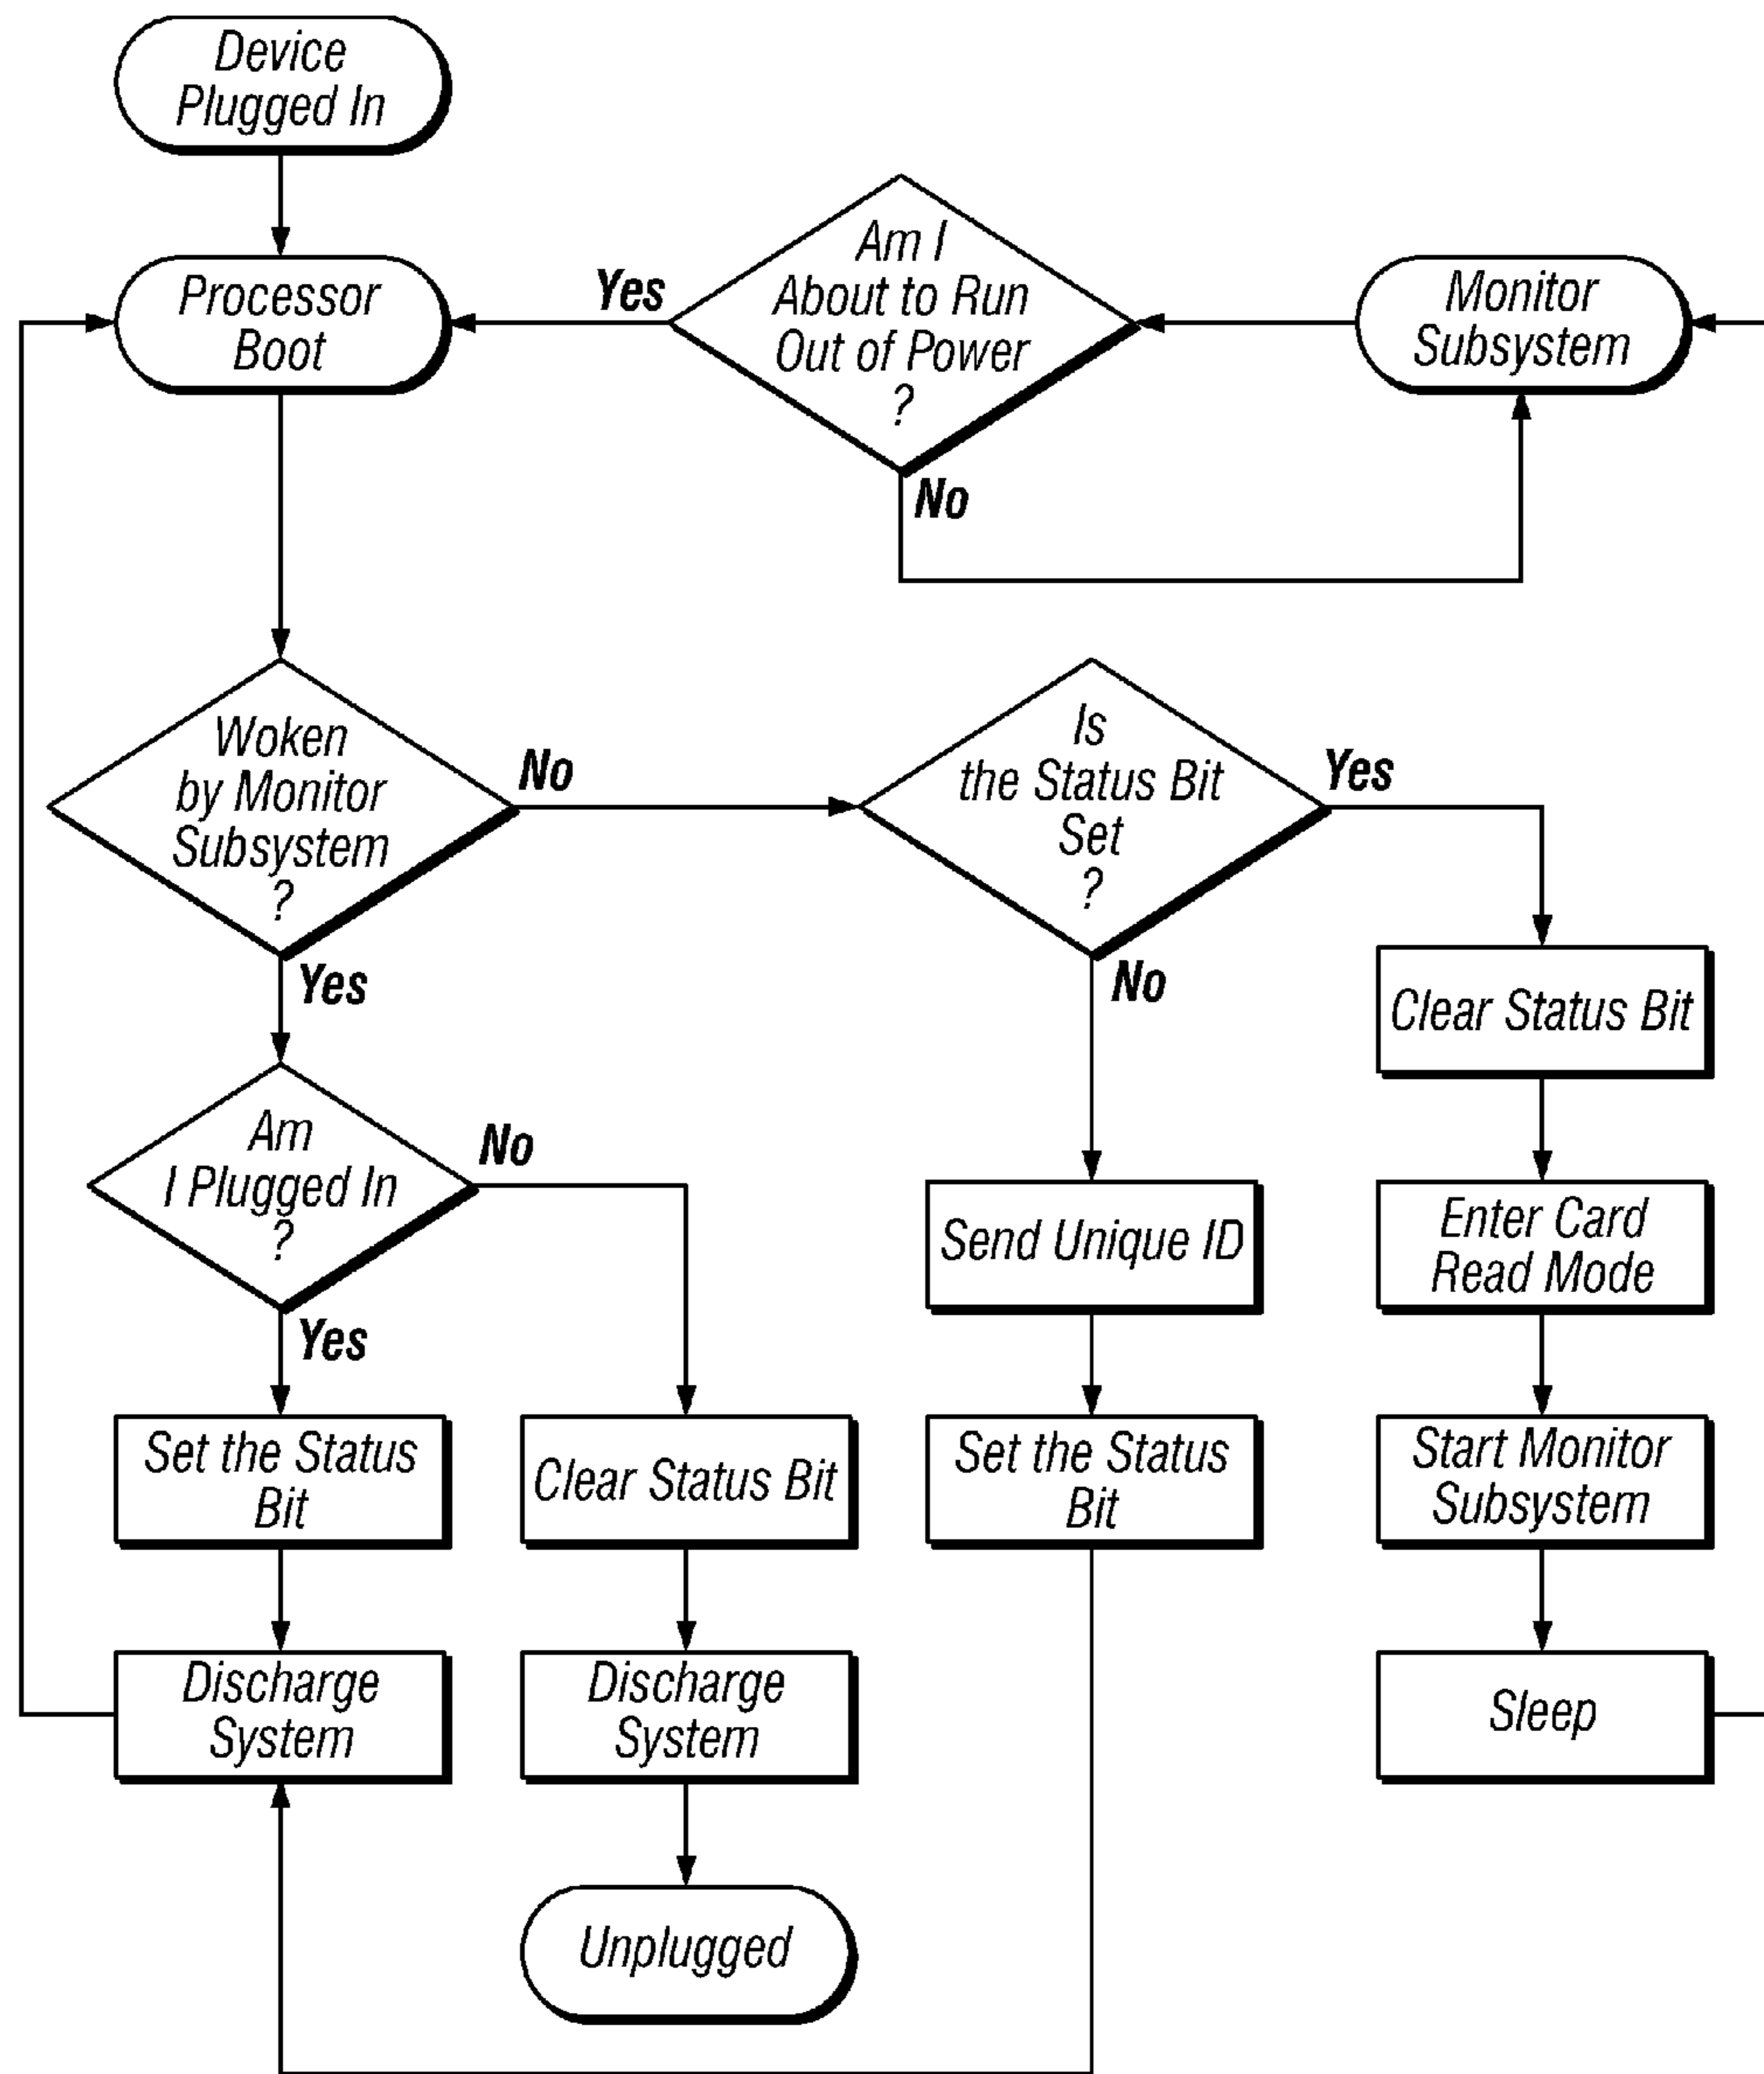 Device
Plugged In
Processor
Boot
Yes
Am I
About to Run
Out of Power
?
No
Monitor
Subsystem
Woken
by Monitor
Subsystem
?
No
Yes
Is
the Status Bit
Set
?
Yes
No
Clear Status Bit
Am
I Plugged In
?
No
Yes
Send Unique ID
Enter Card
Read Mode
Set the Status
Bit
Clear Status Bit
Set the Status
Bit
Start Monitor
Subsystem
Discharge
System
Discharge
System
Sleep
Unplugged